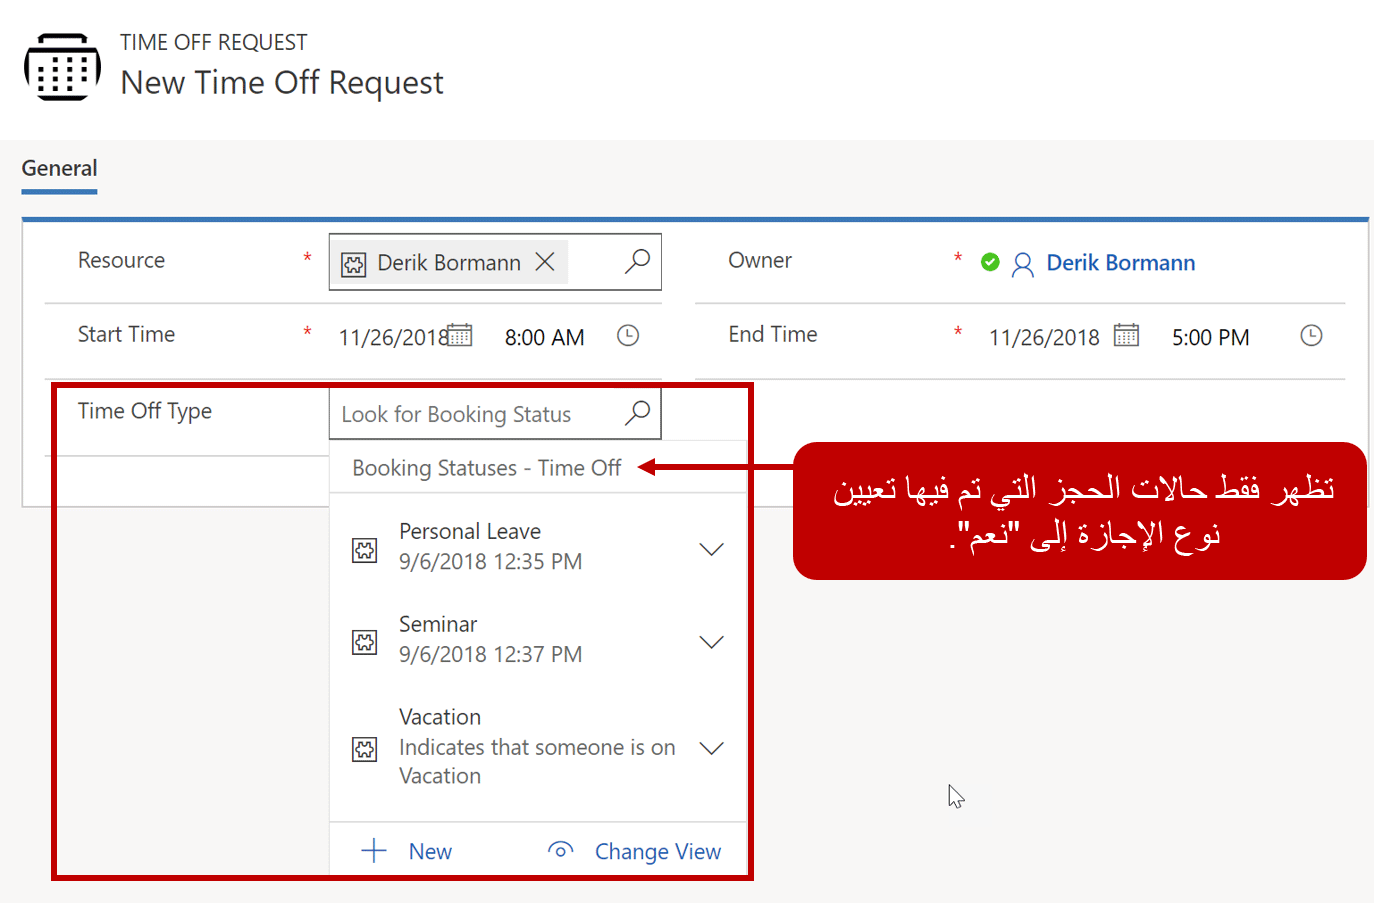 TIME OFF REQUEST
New Time Off Request
General
Resource * Derik Bormann
Owner * Derik Bormann
Start Time * 11/26/2018 8:00 AM
End Time * 11/26/2018 5:00 PM
Time Off Type Look for Booking Status
Booking Statuses - Time Off
تظهر فقط حالات الحجز التي تم فيها تعيين
نوع الإجازة إلى "نعم".
Personal Leave
9/6/2018 12:35 PM
Seminar
9/6/2018 12:37 PM
Vacation
Indicates that someone is on
Vacation
New Change View